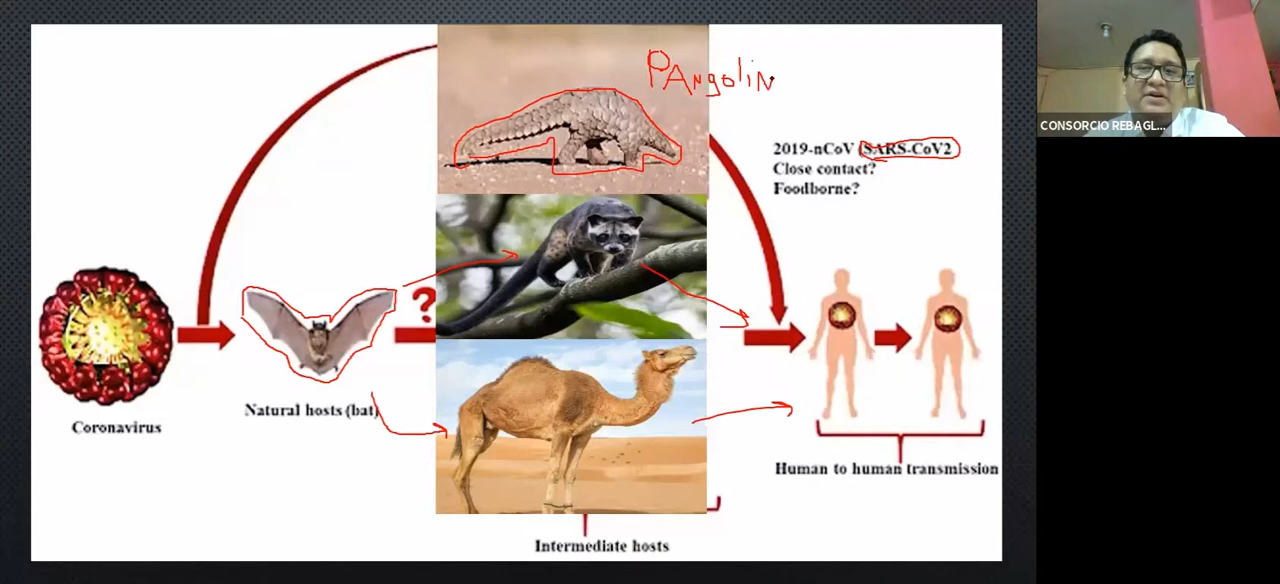 PAngoliN
CONSORCIO REBAGL...
2019-nCoV (SARS-CoV2
Close contact?
Foodborne?
?
Natural hosts (bat)
Coronavirus
Human to human transmission
Intermediate hosts